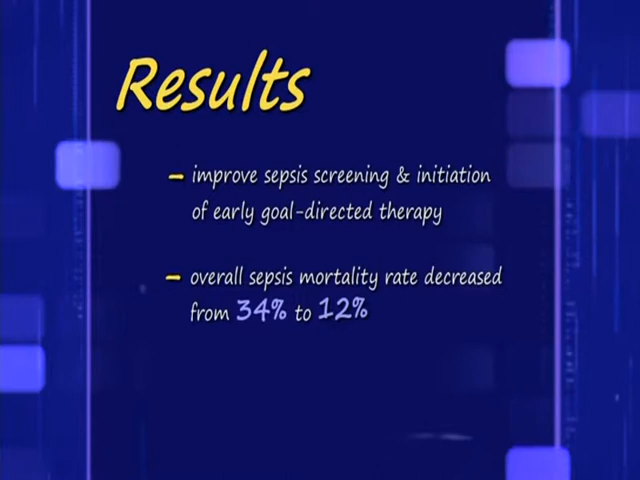 Results
– improve sepsis screening & initiation
of early goal-directed therapy
– overall sepsis mortality rate decreased
from 34% to 12%